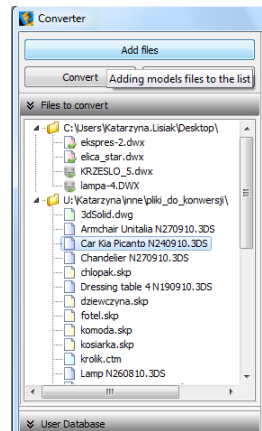 Converter
Add files
Convert
Adding models files to the list
Files to convert
C:\Users\Katarzyna.Lisiak\Desktop\
ekspres-2.dwx
elica_star.dwx
KRZESLO_5.dwx
lampa-4.DWX
U:\Katarzyna\inne\pliki_do_konwersji\
3dSolid.dwg
Armchair Unitalia N270910.3DS
Car Kia Picanto N240910.3DS
Chandelier N270910.3DS
chlopak.skp
Dressing table 4 N190910.3DS
dziewczyna.skp
fotel.skp
komoda.skp
kosiarka.skp
krolik.ctm
Lamp N260810.3DS
User Database